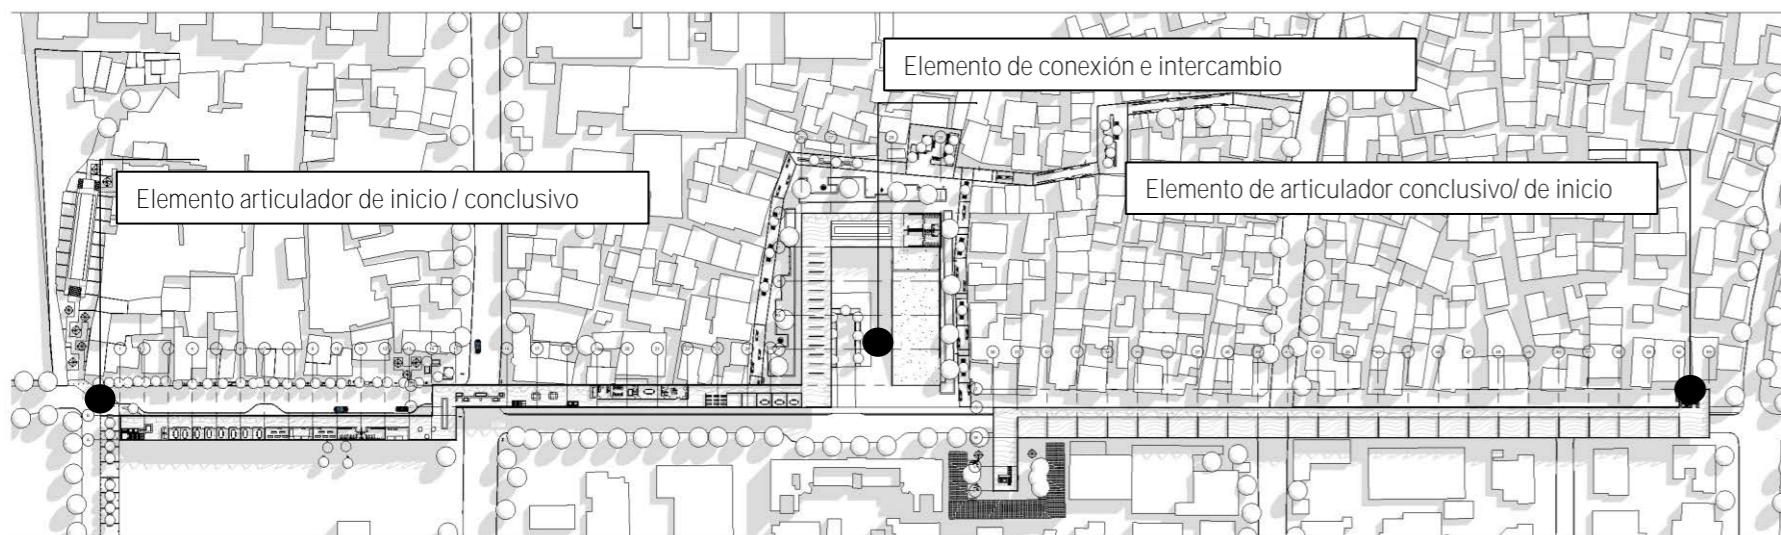 Elemento de conexión e intercambio
Elemento articulador de inicio / conclusivo
Elemento de articulador conclusivo/ de inicio